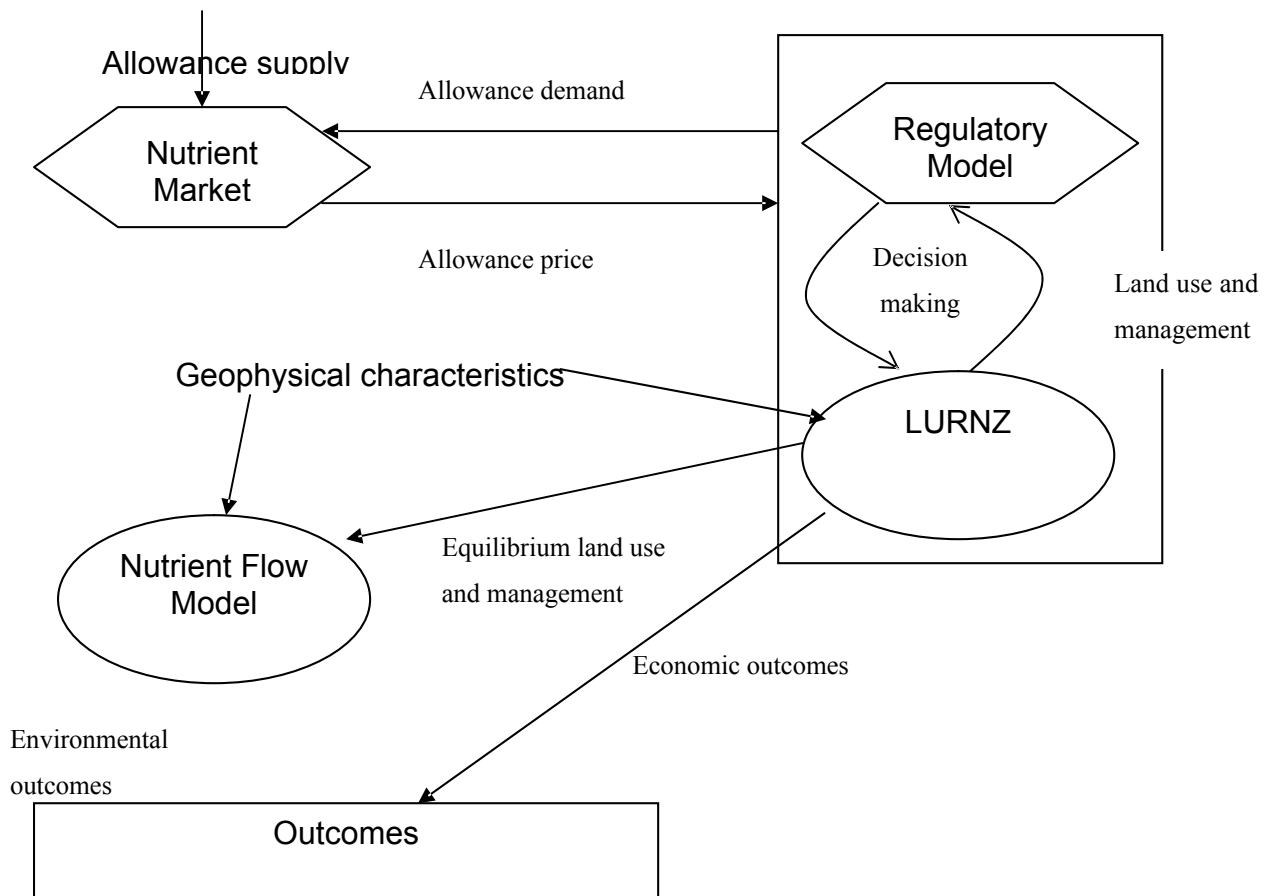 Allowance supply
Allowance demand
Nutrient
Market
Regulatory
Model
Allowance price
Decision
making
Land use and
management
Geophysical characteristics
LURNZ
Nutrient Flow
Model
Equilibrium land use
and management
Economic outcomes
Environmental
outcomes
Outcomes